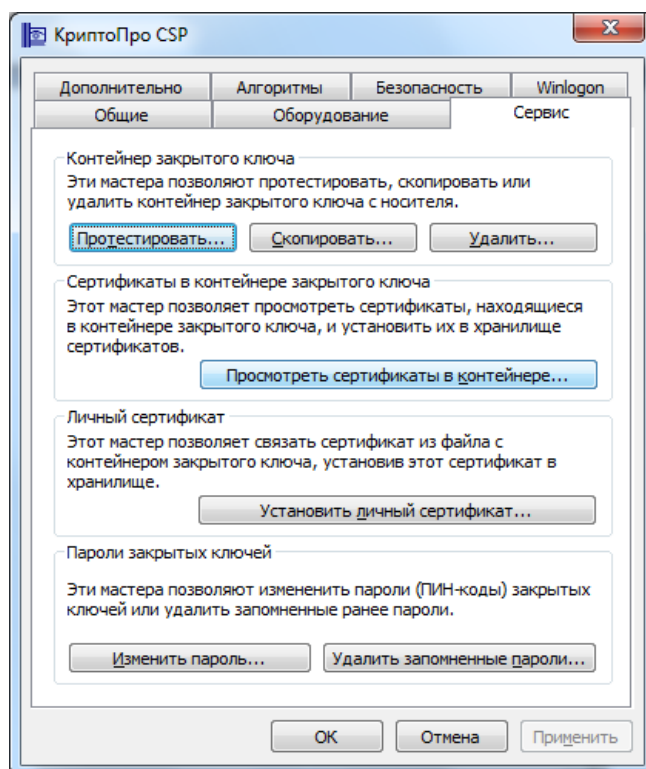 КриптоПро CSP
Дополнительно Алгоритмы Безопасность Winlogon
Общие Оборудование Сервис
Контейнер закрытого ключа
Эти мастера позволяют протестировать, скопировать или
удалить контейнер закрытого ключа с носителя.
Протестировать... Скопировать... Удалить...
Сертификаты в контейнере закрытого ключа
Этот мастер позволяет просмотреть сертификаты, находящиеся
в контейнере закрытого ключа, и установить их в хранилище
сертификатов.
Просмотреть сертификаты в контейнере...
Личный сертификат
Этот мастер позволяет связать сертификат из файла с
контейнером закрытого ключа, установив этот сертификат в
хранилище.
Установить личный сертификат...
Пароли закрытых ключей
Эти мастера позволяют измененить пароли (ПИН-коды) закрытых
ключей или удалить запомненные ранее пароли.
Изменить пароль... Удалить запомненные пароли...
ОК Отмена Применить